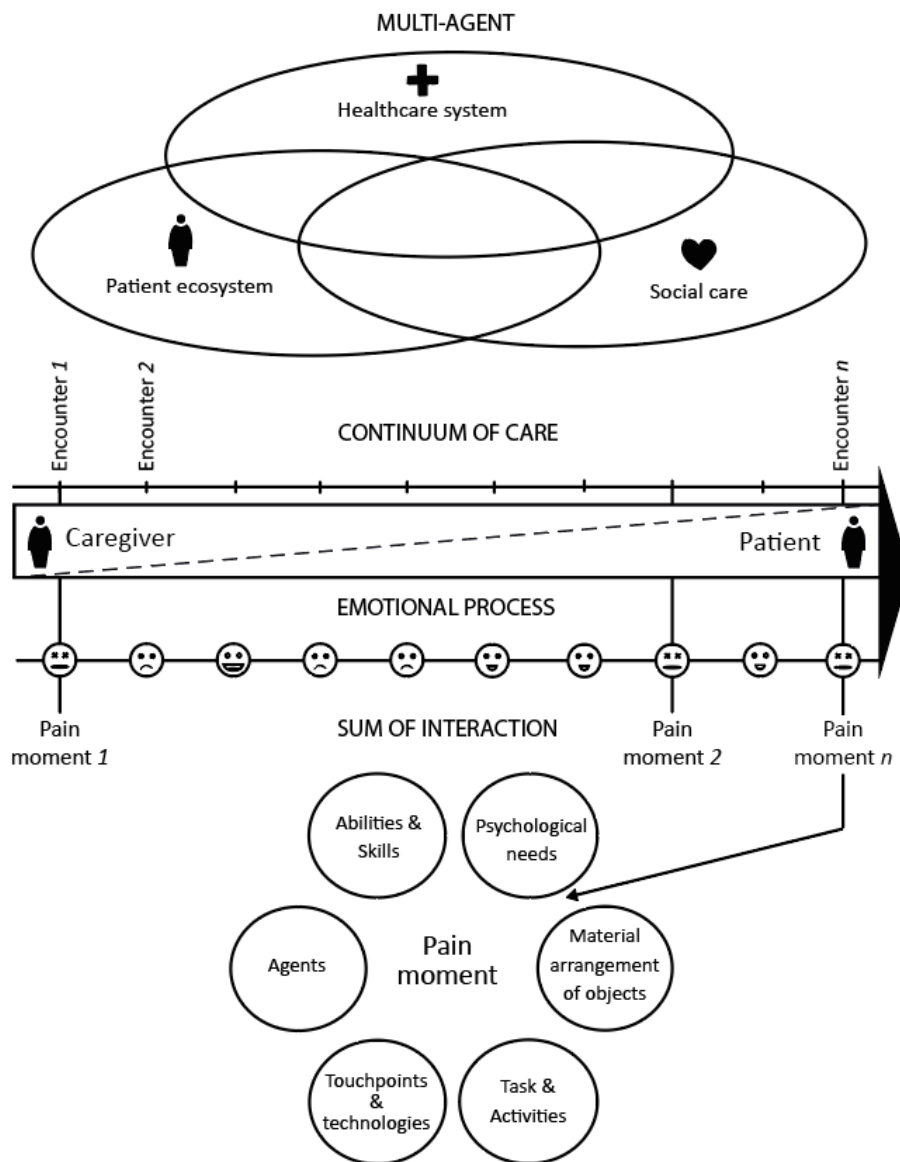 MULTI-AGENT
Healthcare system
Patient ecosystem
Social care
Encounter 1
Encounter 2
Encounter n
CONTINUUM OF CARE
Caregiver
Patient
EMOTIONAL PROCESS
Pain
moment 1
SUM OF INTERACTION
Pain
moment 2
Pain
moment n
Abilities &
Skills
Psychological
needs
Agents
Pain
moment
Material
arrangement
of objects
Touchpoints
&
technologies
Task &
Activities